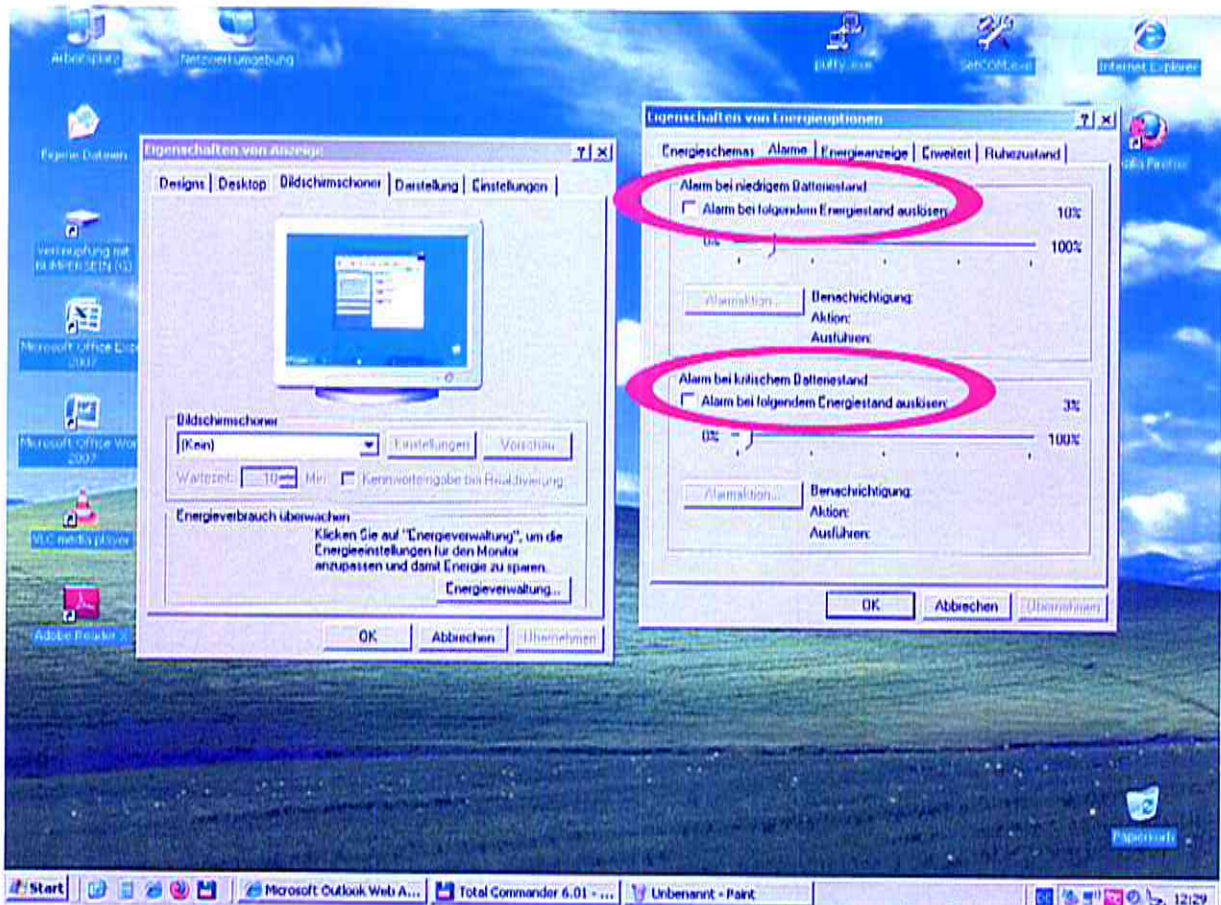 Arbeitsplatz
Netzwerkumgebung
putty.exe
Internet Explorer
Eigene Dateien
Verknüpfung mit
Microsoft Office
2007
Microsoft Office
2007
VLC media player
Adobe Reader X
Eigenschaften von Anzeige
Designs Desktop Bildschirmschoner Darstellung Einstellungen
Bildschirmschoner
(Kein)
Einstellungen
Vorschau
Wartezeit: 10 Min. Kennworteingabe bei Reaktivierung
Energieverbrauch überwachen
Klicken Sie auf "Energieverwaltung", um die
Energieeinstellungen für den Monitor
anzupassen und damit Energie zu sparen.
Energieverwaltung...
OK Abbrechen Übernehmen
Eigenschaften von Energieoptionen
Energieschemas Alarme Energieanzeige Erweitert Ruhezustand
Alarm bei niedrigem Batteriestand
Alarm bei folgendem Energiestand auslösen: 10%
0% 100%
Alarmaktion...
Benachrichtigung:
Aktion:
Ausführen:
Alarm bei kritischem Batteriestand
Alarm bei folgendem Energiestand auslösen: 3%
0% 100%
Alarmaktion...
Benachrichtigung:
Aktion:
Ausführen:
OK Abbrechen Übernehmen
Papierkorb
Start
Microsoft Outlook Web A...
Total Commander 6.01 - ...
Unbenannt - Paint
12:29